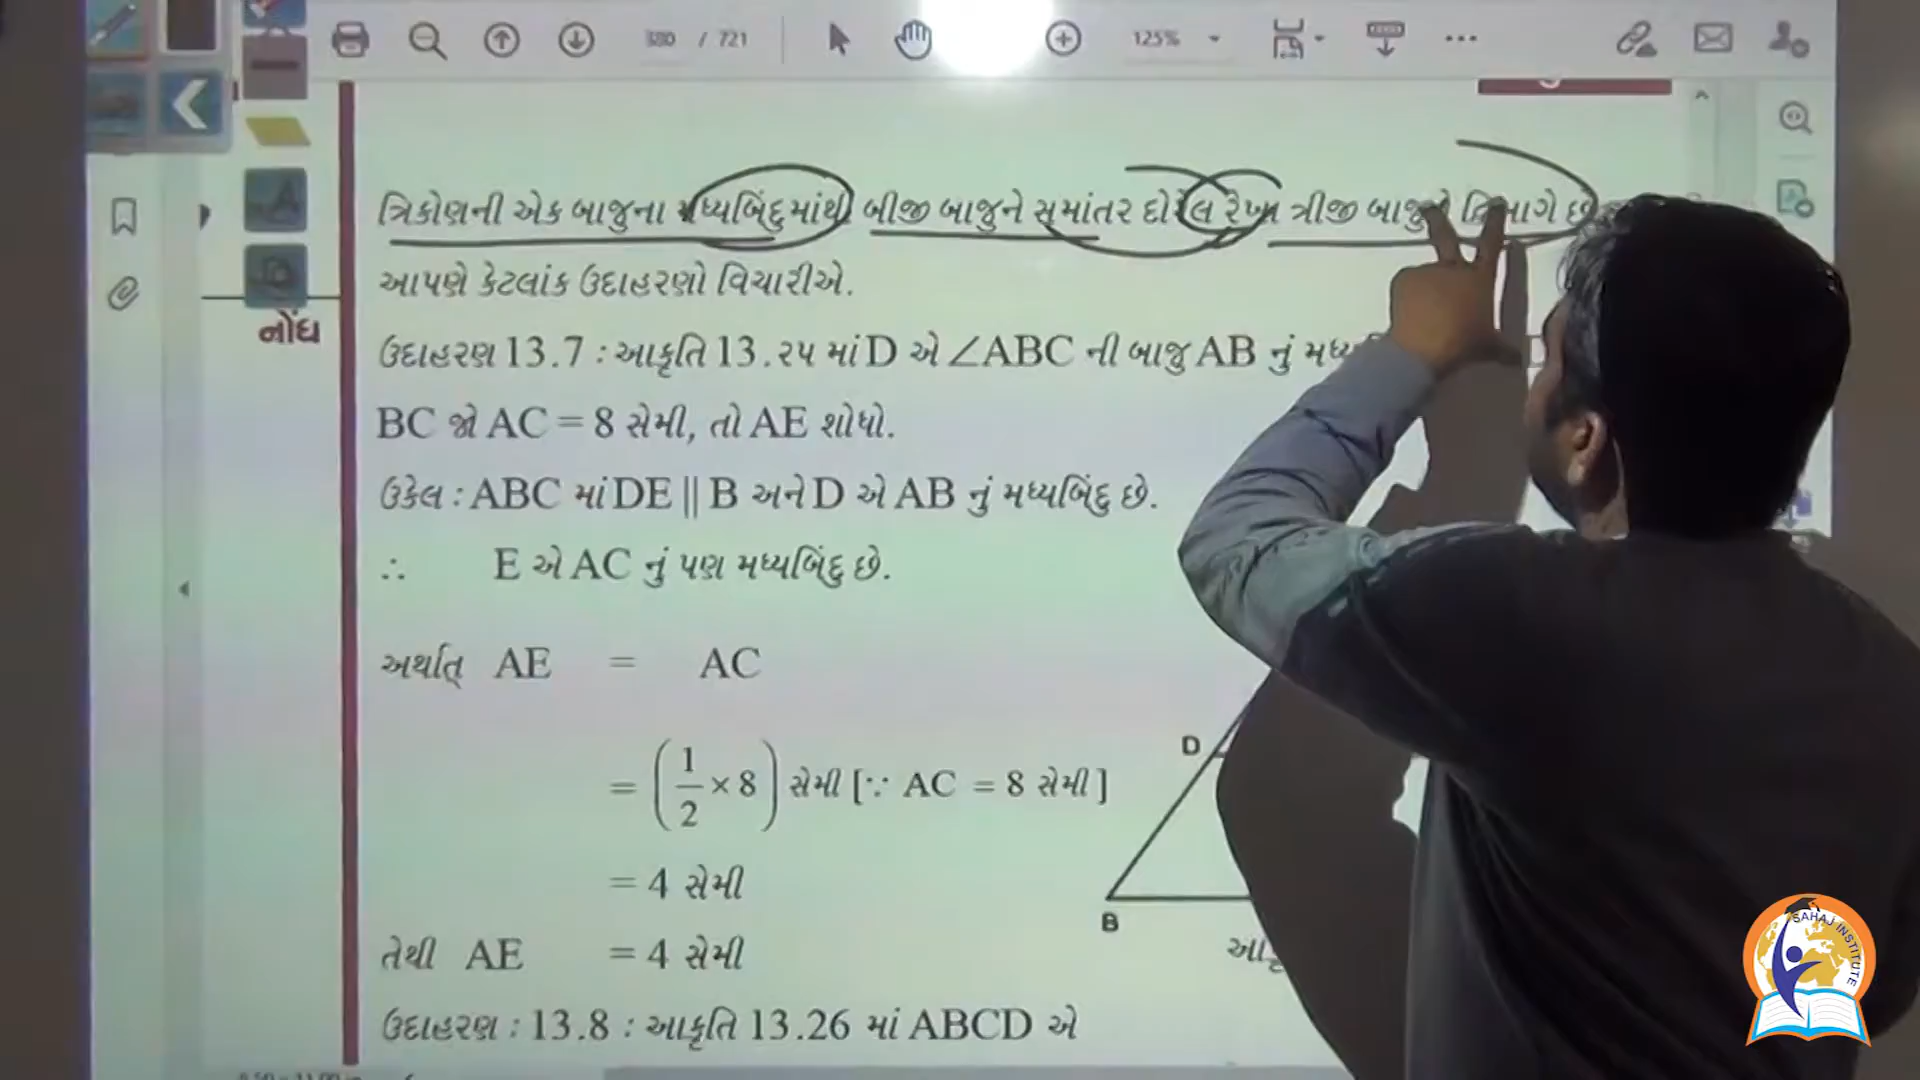 380 / 721
125%
ત્રિકોણની એક બાજુના મધ્યબિંદુમાંથી બીજી બાજુને સમાંતર દોરેલ રેખા ત્રીજી બાજુને દ્વિભાગે છે
આપણે કેટલાંક ઉદાહરણો વિચારીએ.
નોંધ
ઉદાહરણ 13.7 : આકૃતિ 13.૨૫ માં D એ ∠ABC ની બાજુ AB નું
BC જો AC = 8 સેમી, તો AE શોધો.
ઉકેલ : ABC માં DE || B અને D એ AB નું મધ્યબિંદુ છે.
∴ E એ AC નું પણ મધ્યબિંદુ છે.
અર્થાત્ AE = AC
= (1/2 × 8) સેમી [∵ AC = 8 સેમી ]
D
= 4 સેમી
B
તેથી AE = 4 સેમી
ઉદાહરણ : 13.8 : આકૃતિ 13.26 માં ABCD એ
SAHAJ INSTITUTE